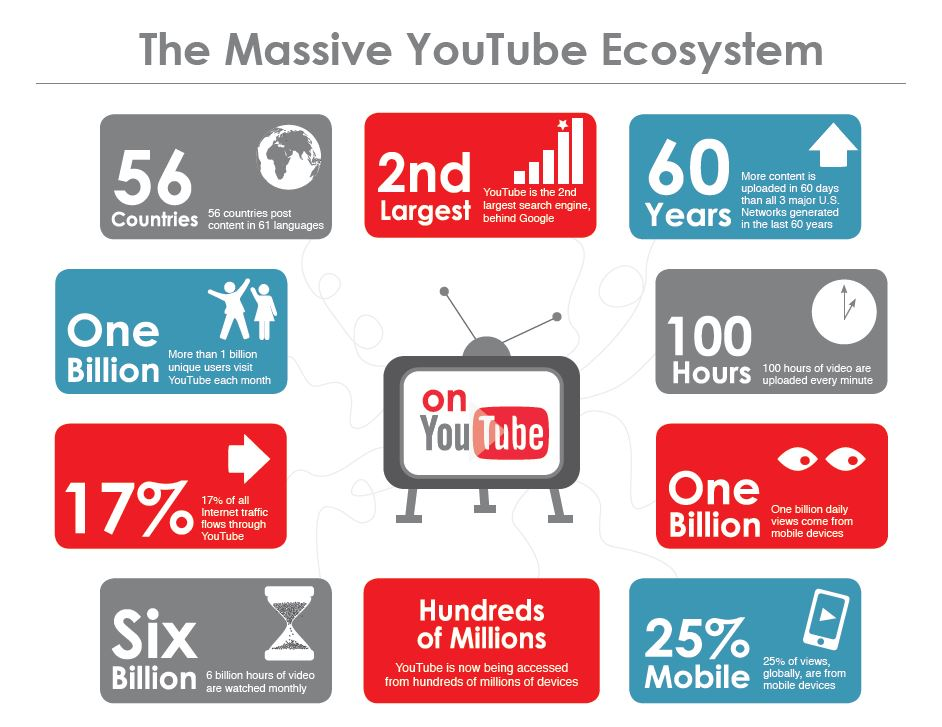 The Massive YouTube Ecosystem
56
Countries
56 countries post
content in 61 languages
2nd
Largest
YouTube is the 2nd
largest search engine,
behind Google
60
Years
More content is
uploaded in 60 days
than all 3 major U.S.
Networks generated
in the last 60 years
One
Billion
More than 1 billion
unique users visit
YouTube each month
on
YouTube
100
Hours
100 hours of video are
uploaded every minute
17%
17% of all
Internet traffic
flows through
YouTube
One
Billion
One billion daily
views come from
mobile devices
Six
Billion
6 billion hours of video
are watched monthly
Hundreds
of Millions
YouTube is now being accessed
from hundreds of millions of devices
25%
Mobile
25% of views,
globally, are from
mobile devices